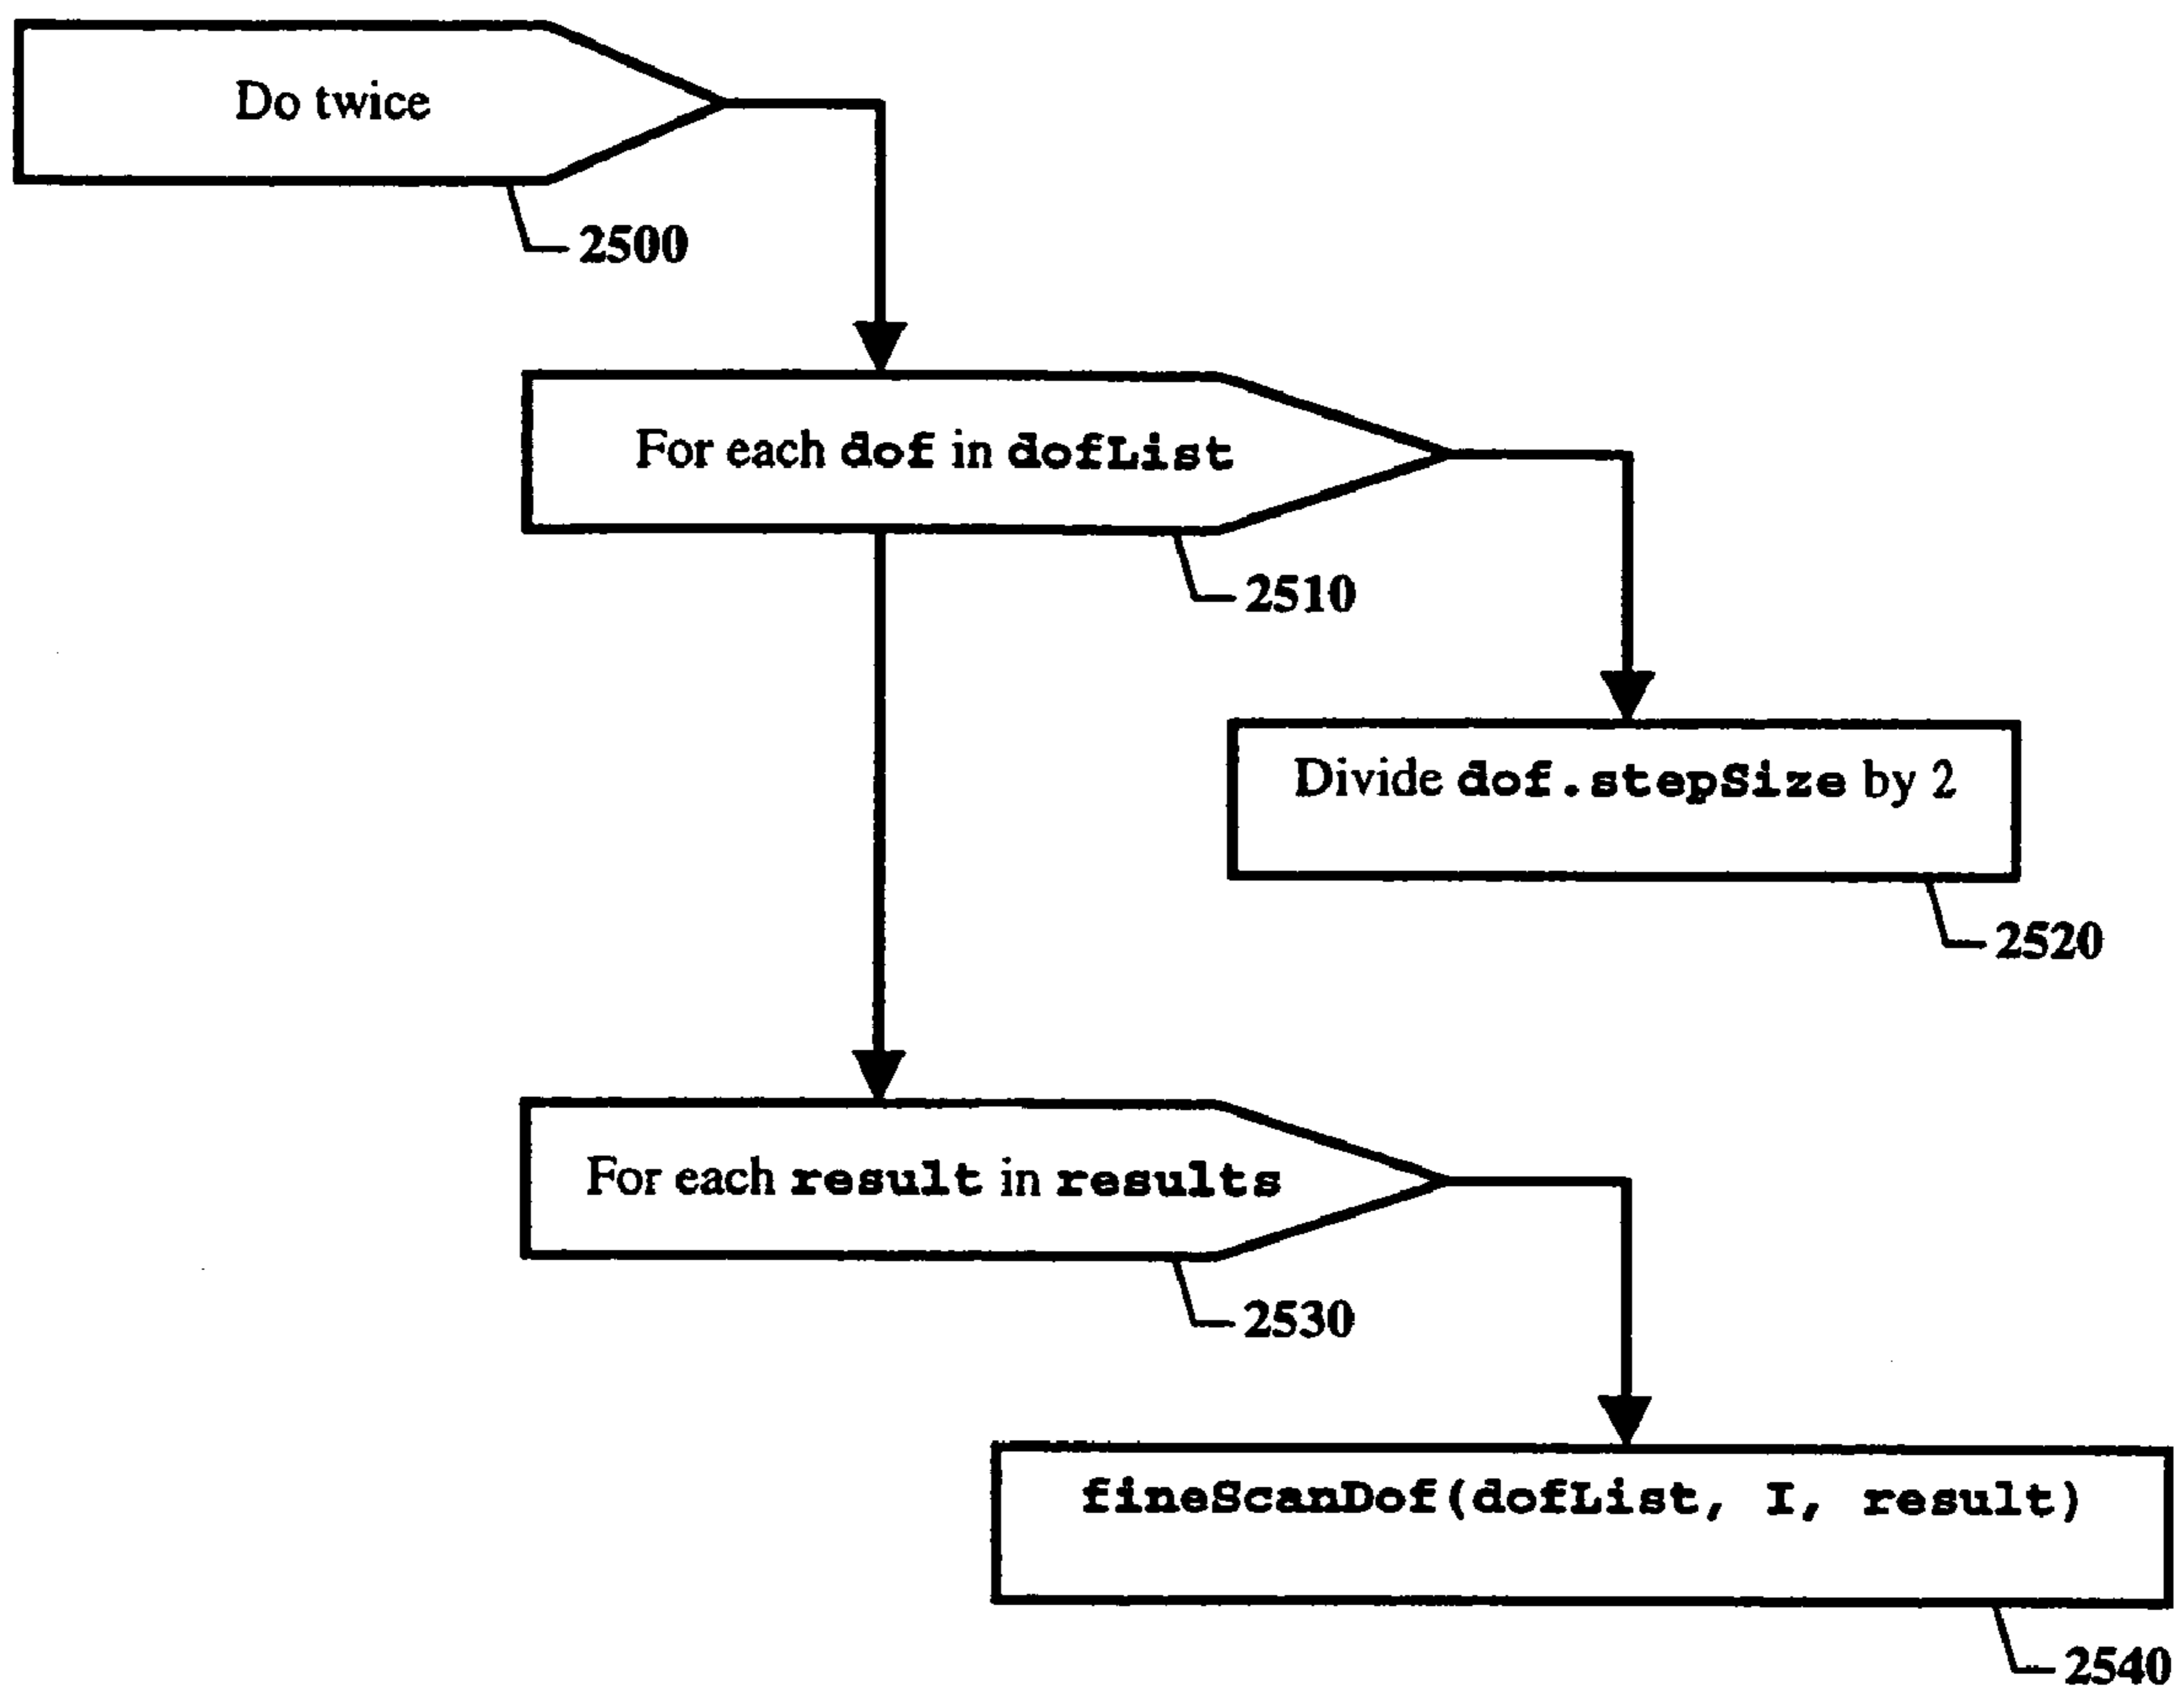 Do twice
2500
For each dof in dofList
2510
Divide dof.stepSize by 2
2520
For each result in results
2530
fineScanDof(dofList, I, result)
2540